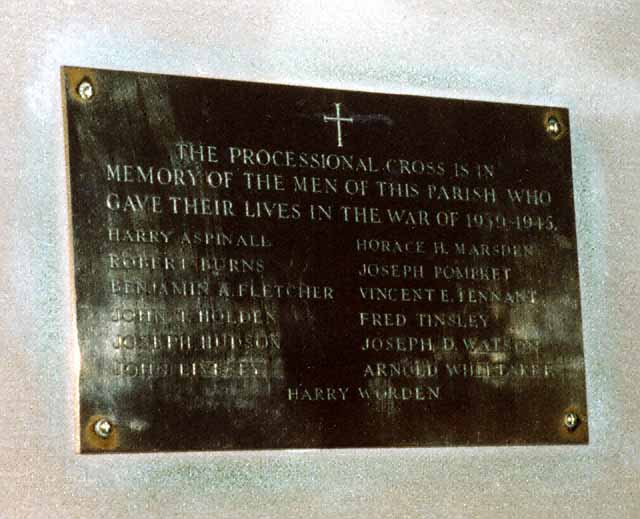 THE PROCESSIONAL CROSS IS IN
MEMORY OF THE MEN OF THIS PARISH WHO
GAVE THEIR LIVES IN THE WAR OF 1939-1945.
HARRY ASPINALL
ROBERT BURNS
BENJAMIN A. FLETCHER
JOHN T. HOLDEN
JOSEPH HUDSON
JOHN LIVESEY
HORACE H. MARSDEN
JOSEPH POMFRET
VINCENT E. TENNANT
FRED TINSLEY
JOSEPH D. WATSON
ARNOLD WHITTAKER
HARRY WORDEN